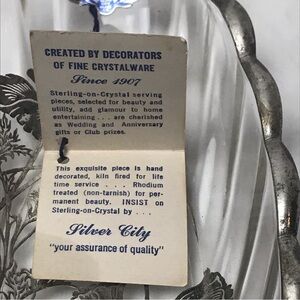 CREATED BY DECORATORS
OF FINE CRYSTALWARE
Since 1907
Sterling-on-Crystal serving
pieces, selected for beauty and
utility, add glamour to home
entertaining . . . are cherished
as Wedding and Anniversary
gifts or Club prizes.
This exquisite piece is hand
decorated, kiln fired for life
time service . . . Rhodium
treated (non-tarnish) for per-
manent beauty. INSIST on
Sterling-on-Crystal by . . .
Silver City
"your assurance of quality"